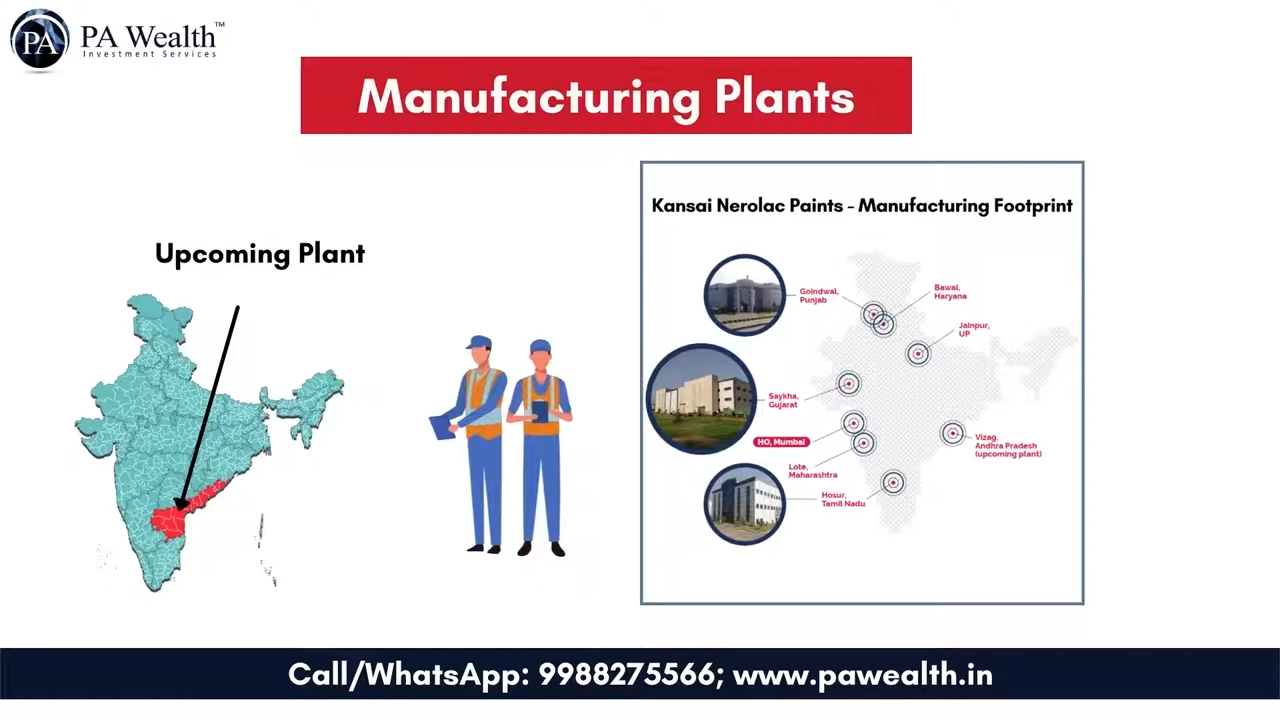 PA
PA Wealth™
Investment Services
Manufacturing Plants
Upcoming Plant
Kansai Nerolac Paints - Manufacturing Footprint
Goindwal,
Punjab
Bawal,
Haryana
Jainpur,
UP
Saykha,
Gujarat
HO, Mumbai
Lote,
Maharashtra
Hosur,
Tamil Nadu
Vizag,
Andhra Pradesh
(upcoming plant)
Call/WhatsApp: 9988275566; www.pawealth.in